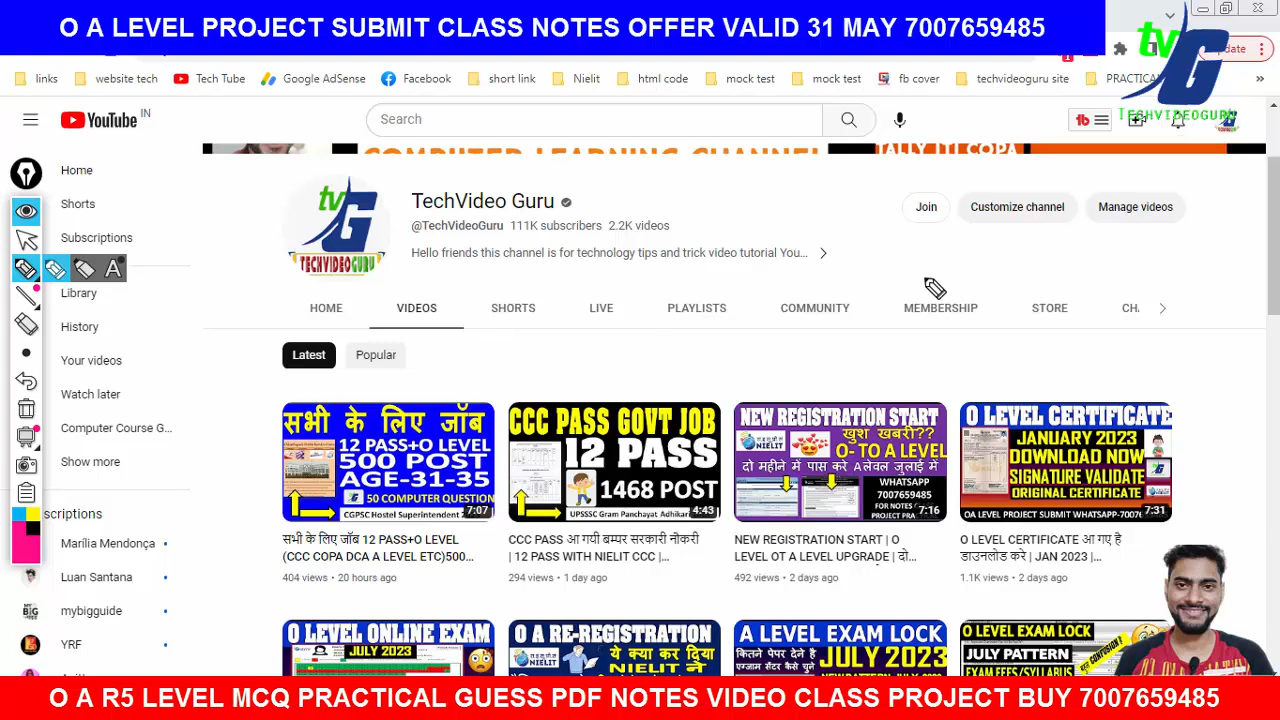 O A LEVEL PROJECT SUBMIT CLASS NOTES OFFER VALID 31 MAY 7007659485
tvG
TECHVIDEOGURU
links
website tech
Tech Tube
Google AdSense
Facebook
short link
Nielit
html code
mock test
mock test
fb cover
techvideoguru site
YouTube IN
Search
Home
Shorts
Subscriptions
Library
History
Your videos
Watch later
Computer Course G...
Show more
scriptions
Marília Mendonça
Luan Santana
mybigguide
YRF
COMPUTER LEARNING CHANNEL
TALLY ITI COPA
tvG
TECHVIDEOGURU
TechVideo Guru
@TechVideoGuru 111K subscribers 2.2K videos
Hello friends this channel is for technology tips and trick video tutorial You...
Join
Customize channel
Manage videos
HOME
VIDEOS
SHORTS
LIVE
PLAYLISTS
COMMUNITY
MEMBERSHIP
STORE
CH
Latest
Popular
सभी के लिए जॉब
12 PASS+O LEVEL
500 POST
AGE-31-35
50 COMPUTER QUESTION
CGPSC Hostel Superintendent
7:07
सभी के लिए जॉब 12 PASS+O LEVEL
(CCC COPA DCA A LEVEL ETC)500...
404 views • 20 hours ago
CCC PASS GOVT JOB
12 PASS
1468 POST
UPSSSC Gram Panchayat Adhikari
4:43
CCC PASS आ गयी बम्पर सरकारी नौकरी
| 12 PASS WITH NIELIT CCC |...
294 views • 1 day ago
NEW REGISTRATION START
खुश खबरी??
O- TO A LEVEL
दो महीने में पास करे A लेवल जुलाई में
WHATSAPP
7007659485
FOR NOTES
PROJECT PRA
7:16
NEW REGISTRATION START | O
LEVEL OT A LEVEL UPGRADE | दो...
492 views • 2 days ago
O LEVEL CERTIFICATE
JANUARY 2023
DOWNLOAD NOW
SIGNATURE VALIDATE
ORIGINAL CERTIFICATE
OA LEVEL PROJECT SUBMIT WHATSAPP-7007
7:31
O LEVEL CERTIFICATE आ गए है
डाउनलोड करे | JAN 2023 |...
1.1K views • 2 days ago
O LEVEL ONLINE EXAM
JULY 2023
O A RE-REGISTRATION
ये क्या कर दिया
NIELIT ने
A LEVEL EXAM LOCK
कितने पेपर देने है
एग्जाम सेंटर कैसे चुने
JULY 2023
O LEVEL EXAM LOCK
JULY PATTERN
EXAM FEES/SYLLABUS
O A R5 LEVEL MCQ PRACTICAL GUESS PDF NOTES VIDEO CLASS PROJECT BUY 7007659485